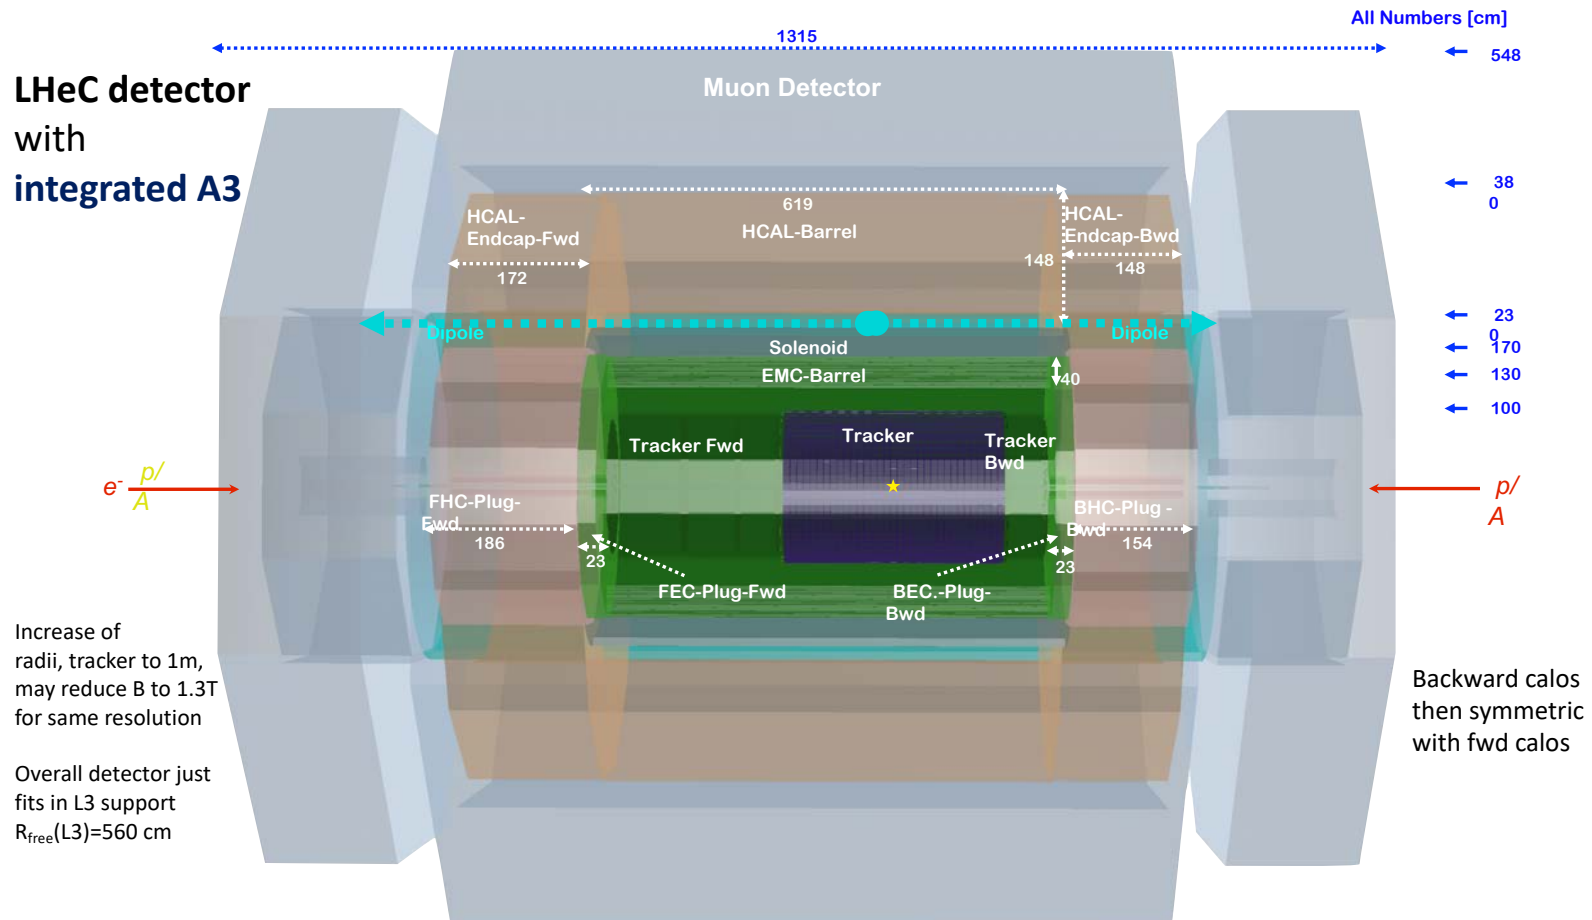 All Numbers [cm]
1315
548
LHeC detector
with
integrated A3
Muon Detector
38
0
619
HCAL-
Endcap-Fwd
HCAL-Barrel
HCAL-
Endcap-Bwd
172
148
148
23
0
Dipole
Dipole
Solenoid
170
EMC-Barrel
40
130
100
Tracker Fwd
Tracker
Tracker
Bwd
e- p/
A
p/
A
FHC-Plug-
Fwd
BHC-Plug -
Bwd
186
154
23
23
FEC-Plug-Fwd
BEC.-Plug-
Bwd
Increase of
radii, tracker to 1m,
may reduce B to 1.3T
for same resolution
Overall detector just
fits in L3 support
Rfree(L3)=560 cm
Backward calos
then symmetric
with fwd calos